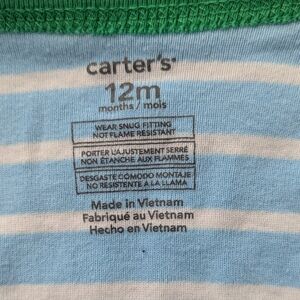 carter's
12m
months / mois
WEAR SNUG FITTING
NOT FLAME RESISTANT
PORTER L'AJUSTEMENT SERRÉ
NON ÉTANCHE AUX FLAMMES
DESGASTE CÓMODO MONTAJE
NO RESISTENTE A LA LLAMA
Made in Vietnam
Fabriqué au Vietnam
Hecho en Vietnam